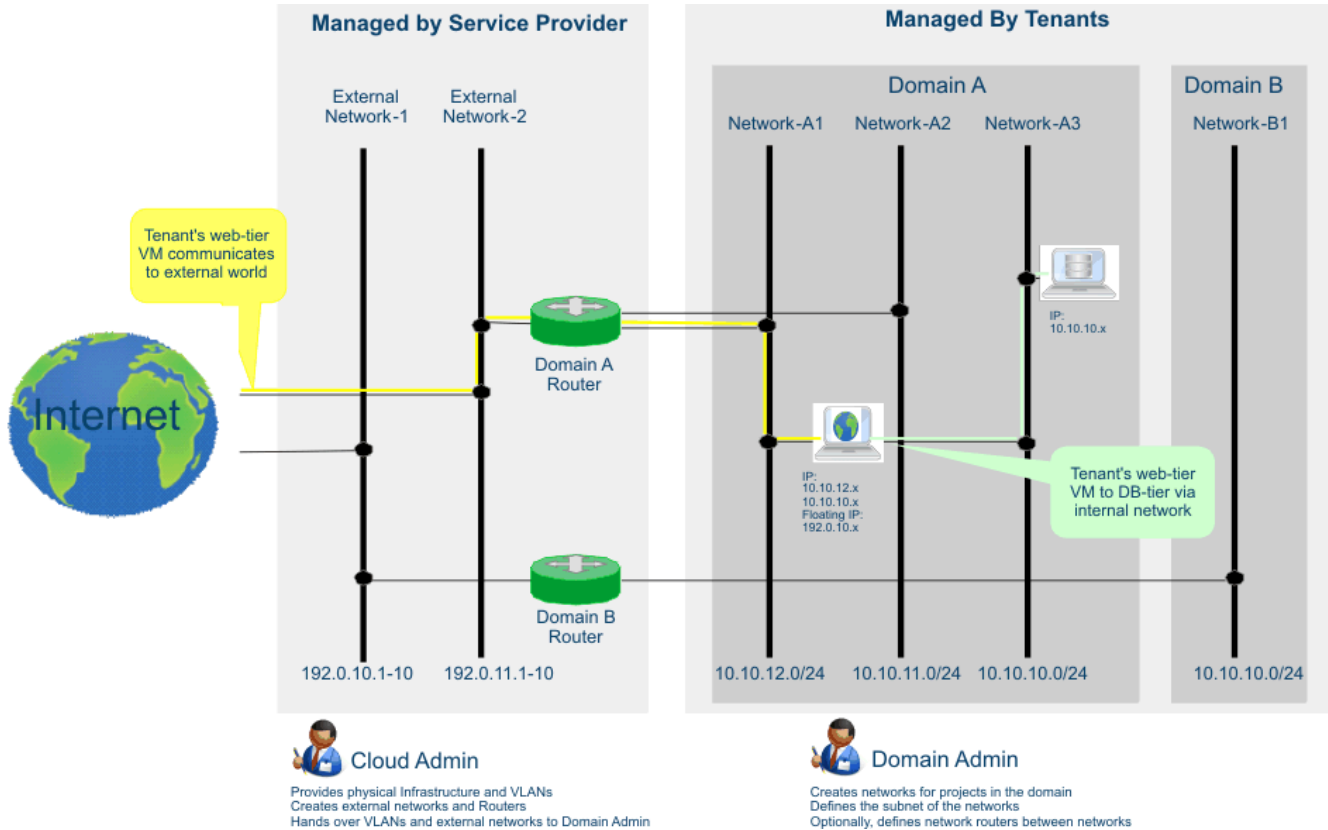 Managed by Service Provider
Managed By Tenants
Domain A
Domain B
External
Network-1
External
Network-2
Network-A1
Network-A2
Network-A3
Network-B1
Tenant's web-tier
VM communicates
to external world
Internet
Domain A
Router
IP:
10.10.10.x
IP:
10.10.12.x
10.10.10.x
Floating IP:
192.0.10.x
Tenant's web-tier
VM to DB-tier via
internal network
Domain B
Router
192.0.10.1-10
192.0.11.1-10
10.10.12.0/24
10.10.11.0/24
10.10.10.0/24
10.10.10.0/24
Cloud Admin
Provides physical Infrastructure and VLANs
Creates external networks and Routers
Hands over VLANs and external networks to Domain Admin
Domain Admin
Creates networks for projects in the domain
Defines the subnet of the networks
Optionally, defines network routers between networks